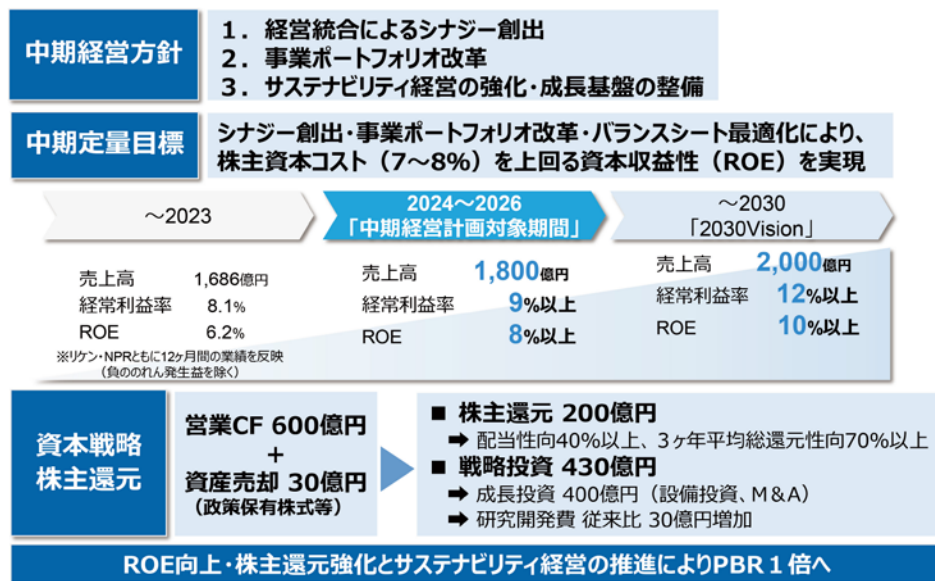 中期経営方針
1. 経営統合によるシナジー創出
2. 事業ポートフォリオ改革
3. サステナビリティ経営の強化・成長基盤の整備
中期定量目標
シナジー創出・事業ポートフォリオ改革・バランスシート最適化により、
株主資本コスト（7～8%）を上回る資本収益性（ROE）を実現
～2023
売上高 1,686億円
経常利益率 8.1%
ROE 6.2%
※リケン・NPRともに12ヶ月間の業績を反映
（負ののれん発生益を除く）
2024～2026
「中期経営計画対象期間」
売上高 1,800億円
経常利益率 9%以上
ROE 8%以上
～2030
「2030Vision」
売上高 2,000億円
経常利益率 12%以上
ROE 10%以上
資本戦略
株主還元
営業CF 600億円
+
資産売却 30億円
（政策保有株式等）
■ 株主還元 200億円
➡ 配当性向40%以上、3ヶ年平均総還元性向70%以上
■ 戦略投資 430億円
➡ 成長投資 400億円（設備投資、M&A）
➡ 研究開発費 従来比 30億円増加
ROE向上・株主還元強化とサステナビリティ経営の推進によりPBR１倍へ